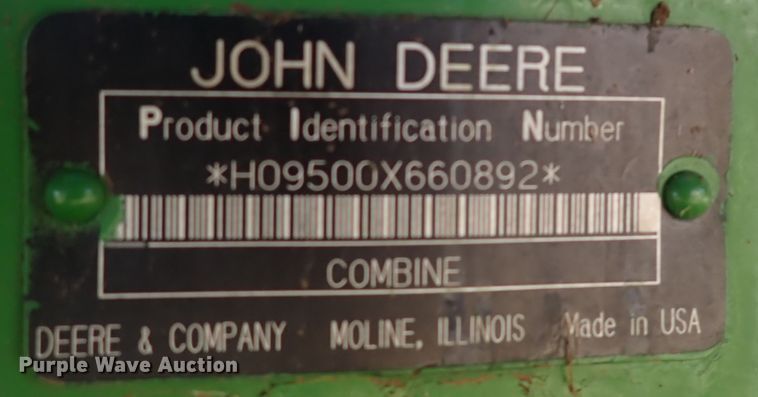 JOHN DEERE
Product Identification Number
*H09500X660892*
COMBINE
DEERE & COMPANY MOLINE, ILLINOIS Made in USA
Purple Wave Auction